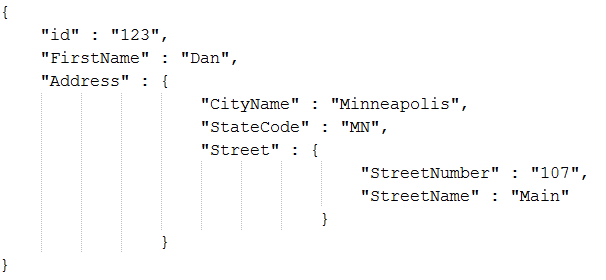 {
"id" : "123",
"FirstName" : "Dan",
"Address" : {
"CityName" : "Minneapolis",
"StateCode" : "MN",
"Street" : {
"StreetNumber" : "107",
"StreetName" : "Main"
}
}
}